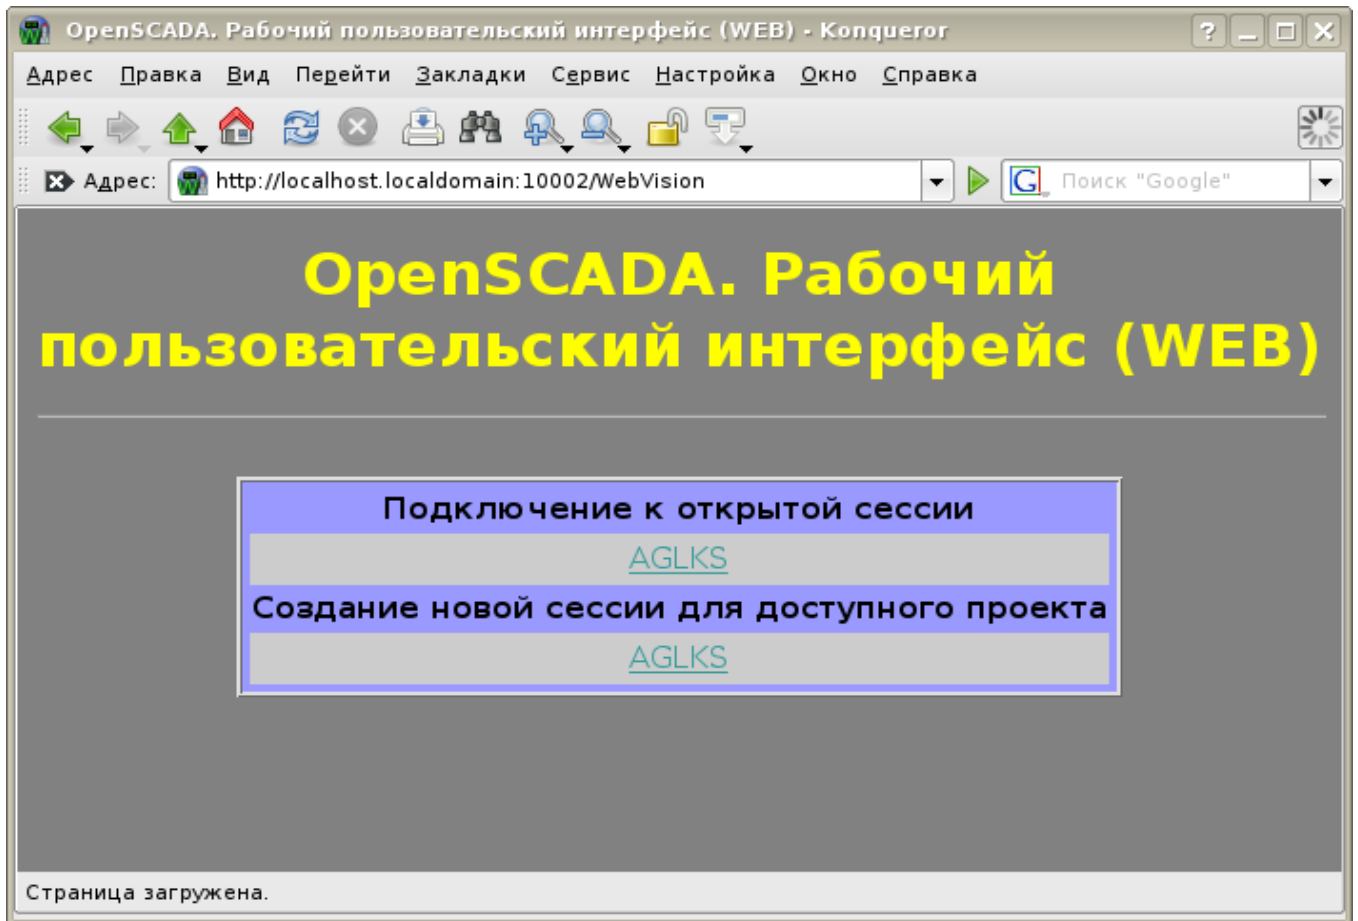 OpenSCADA. Рабочий пользовательский интерфейс (WEB) - Konqueror
Адрес Правка Вид Перейти Закладки Сервис Настройка Окно Справка
Адрес: http://localhost.localdomain:10002/WebVision G Поиск "Google"
OpenSCADA. Рабочий
пользовательский интерфейс (WEB)
Подключение к открытой сессии
AGLKS
Создание новой сессии для доступного проекта
AGLKS
Страница загружена.